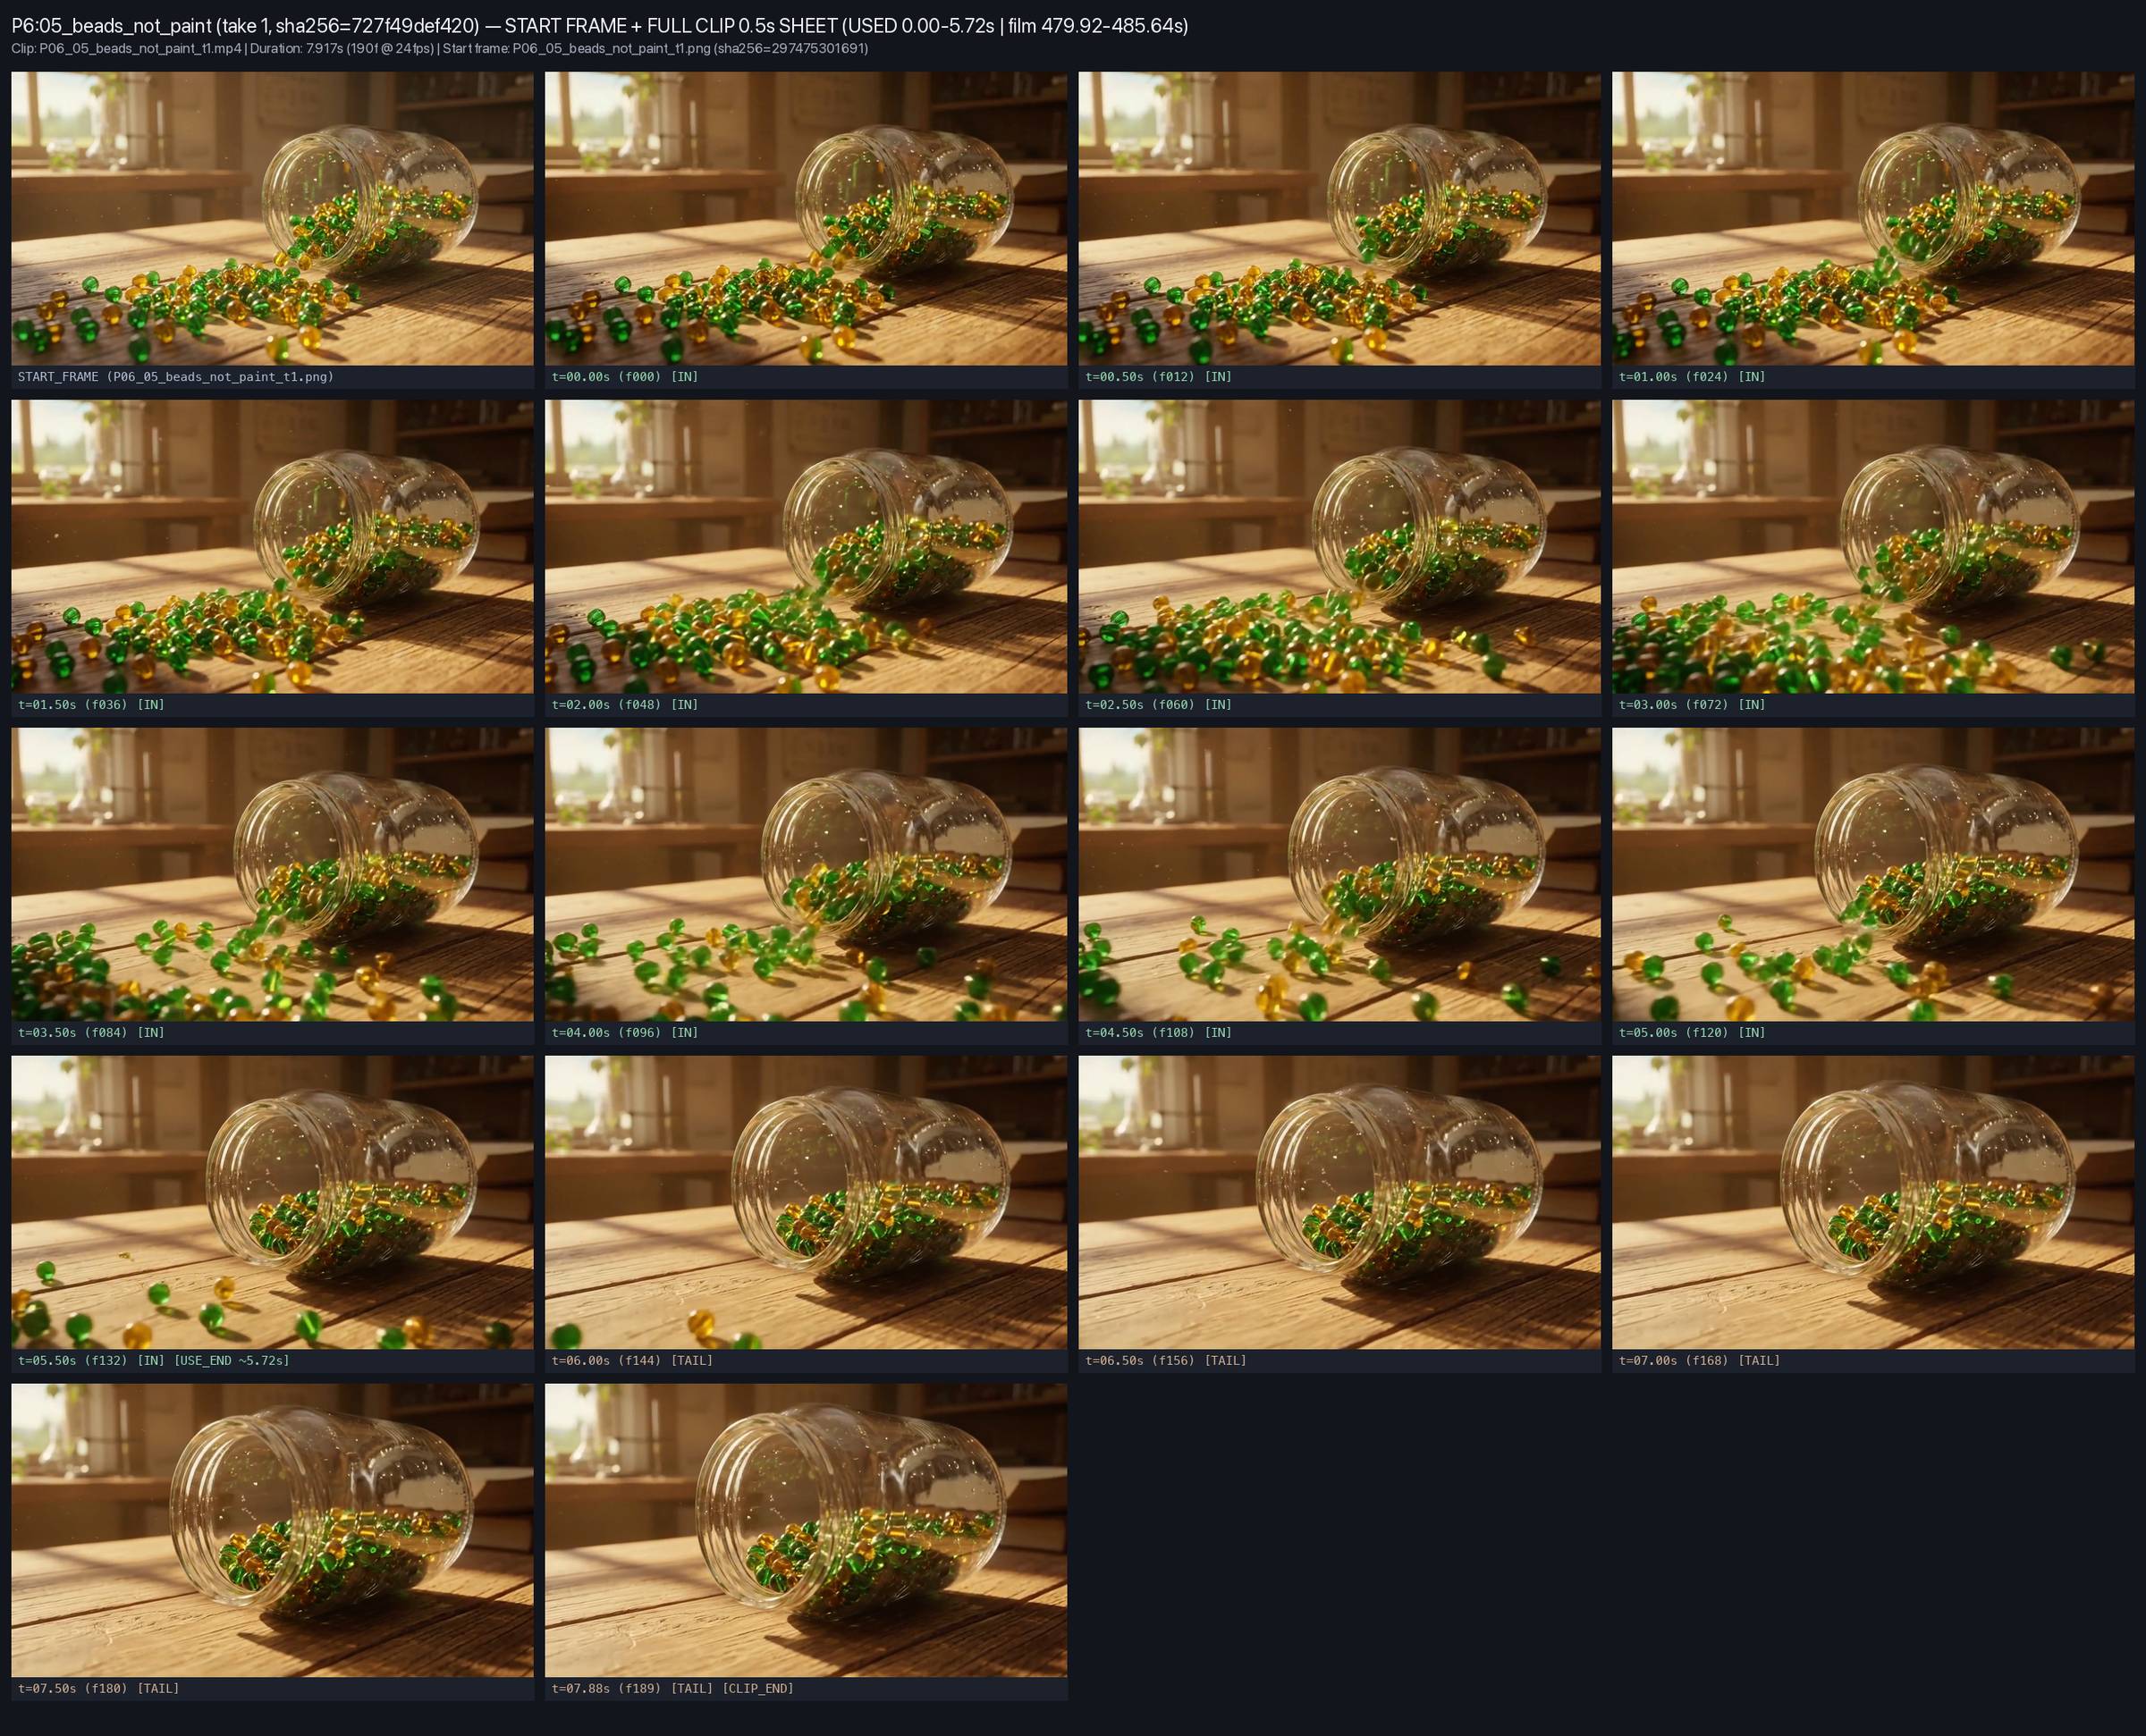 P6:05_beads_not_paint (take 1, sha256=727f49def420) — START FRAME + FULL CLIP 0.5s SHEET (USED 0.00-5.72s | film 479.92-485.64s)
Clip: P06_05_beads_not_paint_t1.mp4 | Duration: 7.917s (190f @ 24fps) | Start frame: P06_05_beads_not_paint_t1.png (sha256=297475301691)
START_FRAME (P06_05_beads_not_paint_t1.png)
t=00.00s (f000) [IN]
t=00.50s (f012) [IN]
t=01.00s (f024) [IN]
t=01.50s (f036) [IN]
t=02.00s (f048) [IN]
t=02.50s (f060) [IN]
t=03.00s (f072) [IN]
t=03.50s (f084) [IN]
t=04.00s (f096) [IN]
t=04.50s (f108) [IN]
t=05.00s (f120) [IN]
t=05.50s (f132) [IN] [USE_END ~5.72s]
t=06.00s (f144) [TAIL]
t=06.50s (f156) [TAIL]
t=07.00s (f168) [TAIL]
t=07.50s (f180) [TAIL]
t=07.88s (f189) [TAIL] [CLIP_END]